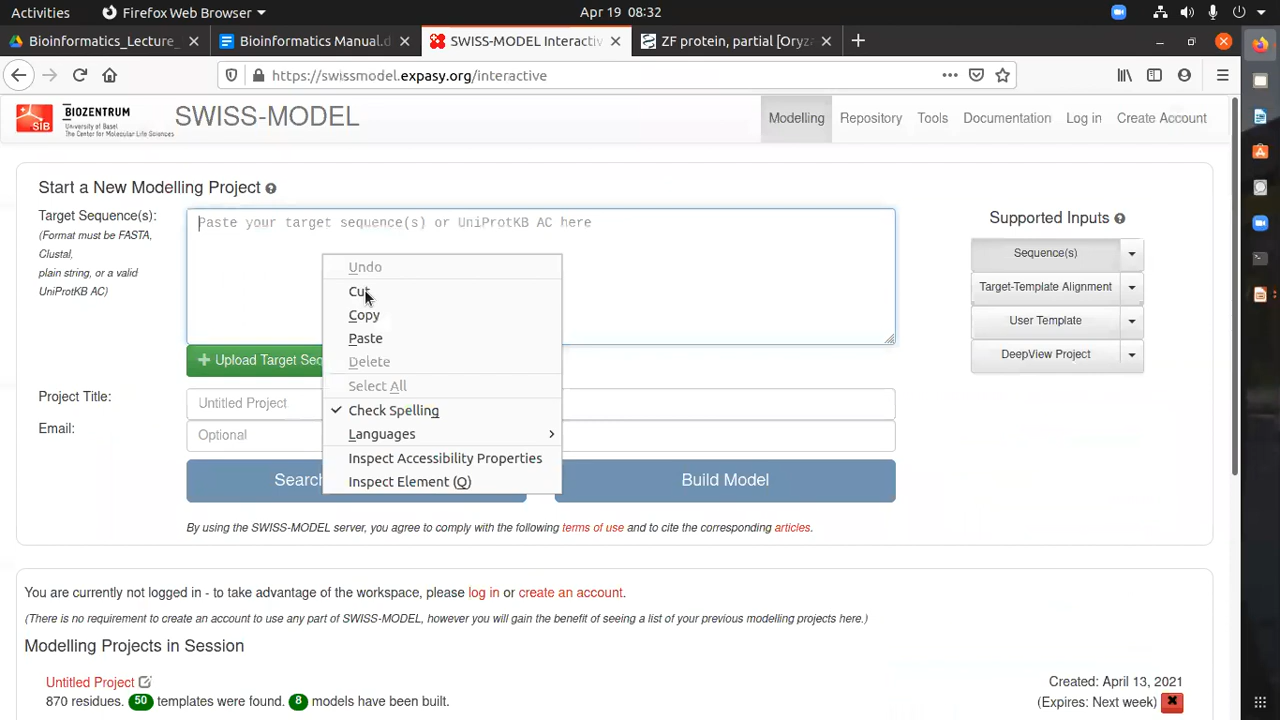 Activities
Firefox Web Browser
Apr 19 08:32
Bioinformatics_Lecture_
Bioinformatics Manual.d
SWISS-MODEL Interactiv
ZF protein, partial [Oryz
https://swissmodel.expasy.org/interactive
SIB
BIOZENTRUM
University of Basel
The Center for Molecular Life Sciences
SWISS-MODEL
Modelling
Repository
Tools
Documentation
Log in
Create Account
Start a New Modelling Project
Target Sequence(s):
(Format must be FASTA,
Clustal,
plain string, or a valid
UniProtKB AC)
Paste your target sequence(s) or UniProtKB AC here
Undo
Cut
Copy
Paste
Delete
Select All
Check Spelling
Languages
Inspect Accessibility Properties
Inspect Element (Q)
Supported Inputs
Sequence(s)
Target-Template Alignment
User Template
DeepView Project
+ Upload Target Seq
Project Title:
Untitled Project
Email:
Optional
Search
Build Model
By using the SWISS-MODEL server, you agree to comply with the following terms of use and to cite the corresponding articles.
You are currently not logged in - to take advantage of the workspace, please log in or create an account.
(There is no requirement to create an account to use any part of SWISS-MODEL, however you will gain the benefit of seeing a list of your previous modelling projects here.)
Modelling Projects in Session
Untitled Project
Created: April 13, 2021
870 residues. 50 templates were found. 8 models have been built.
(Expires: Next week)